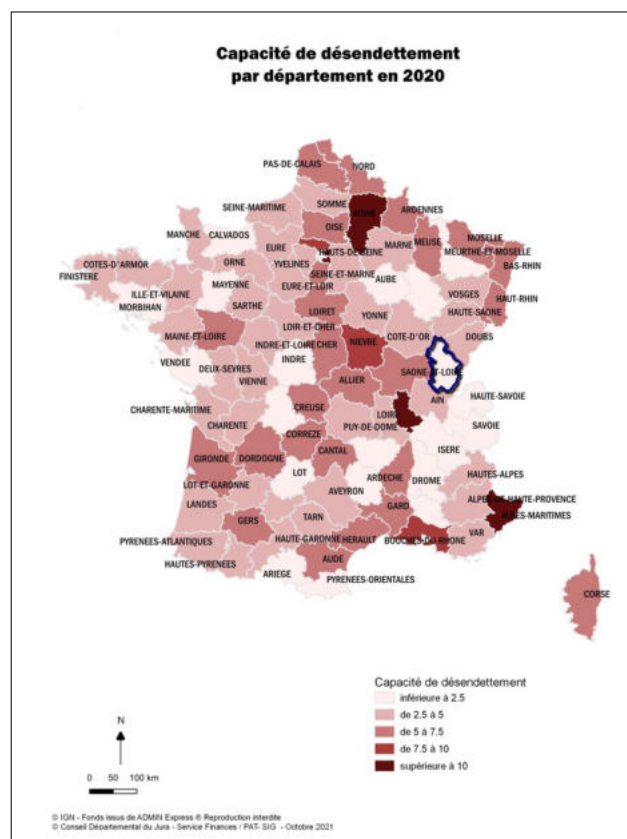 Capacité de désendettement
par département en 2020
PAS-DE-CALAIS
NORD
SOMME
AISNE
ARDENNES
SEINE-MARITIME
OISE
MANCHE
CALVADOS
EURE
HAUTS-DE-SEINE
MARNE
MEUSE
MOSELLE
MEURTHE-ET-MOSELLE
BAS-RHIN
COTES-D'ARMOR
FINISTERE
ORNE
YVELINES
SEINE-ET-MARNE
AUBE
ILLE-ET-VILAINE
MAYENNE
EURE-ET-LOIR
VOSGES
HAUT-RHIN
MORBIHAN
SARTHE
LOIRET
YONNE
HAUTE-SAONE
MAINE-ET-LOIRE
LOIR-ET-CHER
COTE-D'OR
DOUBS
INDRE-ET-LOIRE
CHER
NIEVRE
VENDEE
DEUX-SEVRES
INDRE
SAONE-ET-LOIRE
VIENNE
ALLIER
AIN
HAUTE-SAVOIE
CHARENTE-MARITIME
CREUSE
LOIRE
CHARENTE
PUY-DE-DOME
SAVOIE
CORREZE
ISERE
GIRONDE
DORDOGNE
CANTAL
LOT
ARDECHE
DROME
HAUTES-ALPES
LOT-ET-GARONNE
AVEYRON
LANDES
GARD
ALPES-DE-HAUTE-PROVENCE
ALPES-MARITIMES
GERS
TARN
PYRENEES-ATLANTIQUES
HAUTE-GARONNE
HERAULT
BOUCHES-DU-RHONE
VAR
HAUTES-PYRENEES
AUDE
ARIEGE
PYRENEES-ORIENTALES
CORSE
Capacité de désendettement
inférieure à 2.5
de 2.5 à 5
de 5 à 7.5
de 7.5 à 10
supérieure à 10
N
0 50 100 km
© IGN - Fonds issus de ADMIN Express ® Reproduction interdite
© Conseil Départemental du Jura - Service Finances / PAT- SIG - Octobre 2021